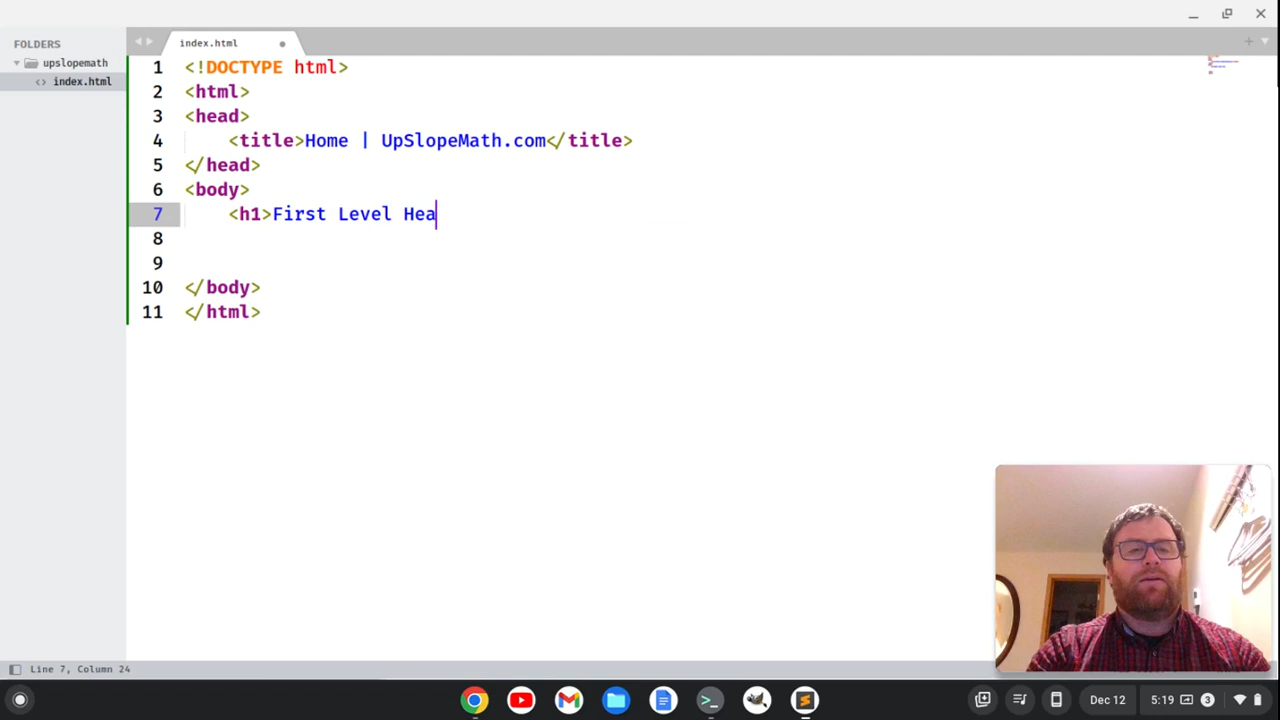 FOLDERS
upslopemath
index.html
index.html
1 <!DOCTYPE html>
2 <html>
3 <head>
4 <title>Home | UpSlopeMath.com</title>
5 </head>
6 <body>
7 <h1>First Level Hea
8
9
10 </body>
11 </html>
Line 7, Column 24
Dec 12
5:19
3